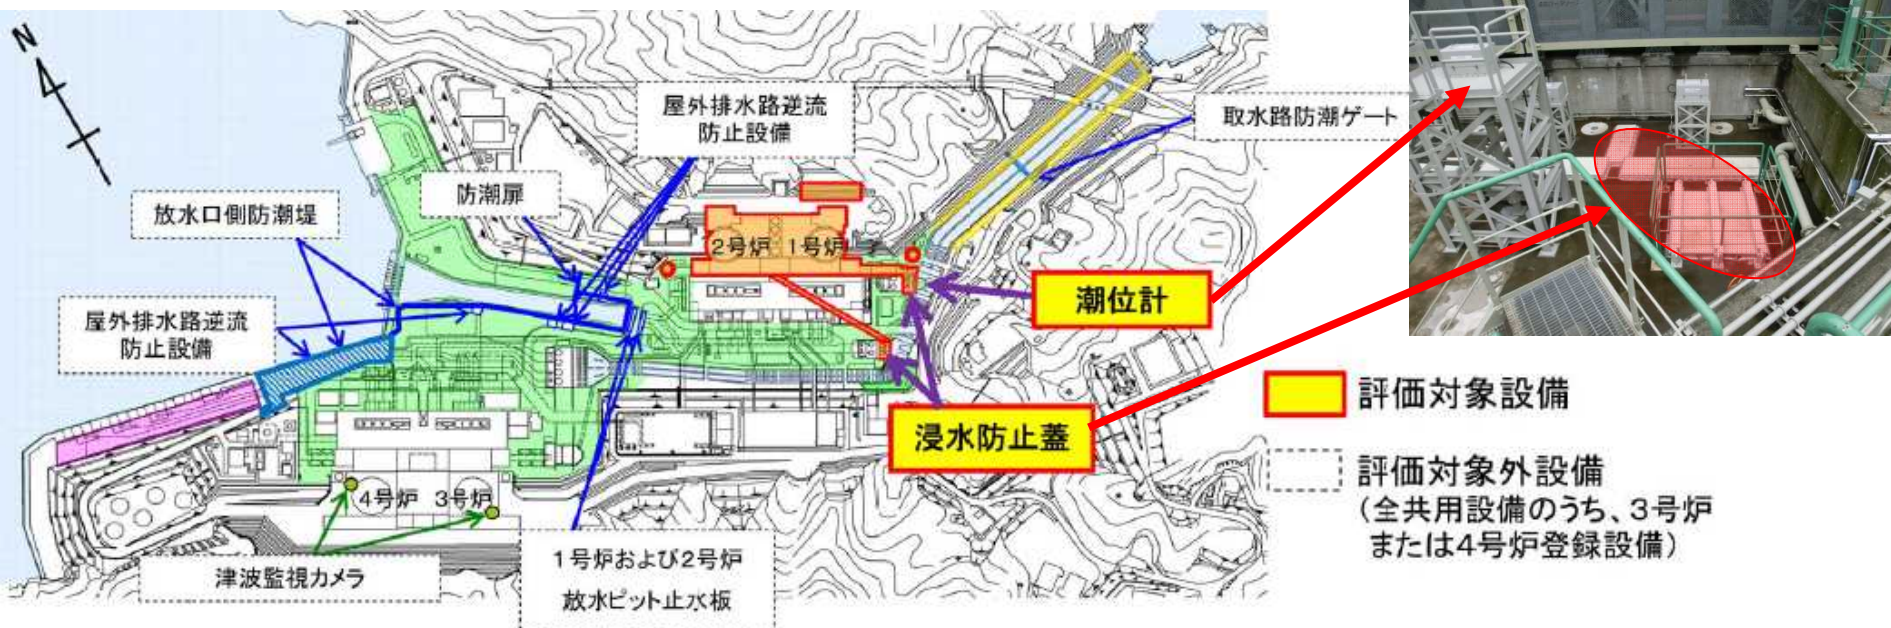 N
屋外排水路逆流
防止設備
取水路防潮ゲート
防潮扉
放水口側防潮堤
2号炉 1号炉
潮位計
屋外排水路逆流
防止設備
浸水防止蓋
評価対象設備
評価対象外設備
(全共用設備のうち、3号炉
または4号炉登録設備)
4号炉 3号炉
津波監視カメラ
1号炉および2号炉
放水ピット止水板